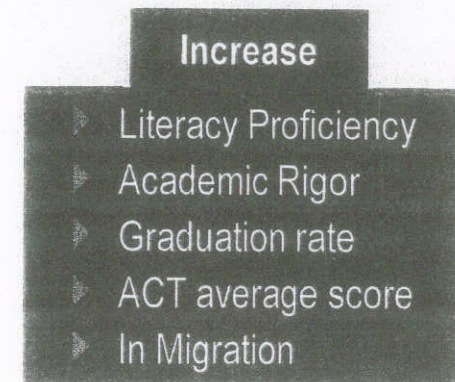 Increase
Literacy Proficiency
Academic Rigor
Graduation rate
ACT average score
In Migration